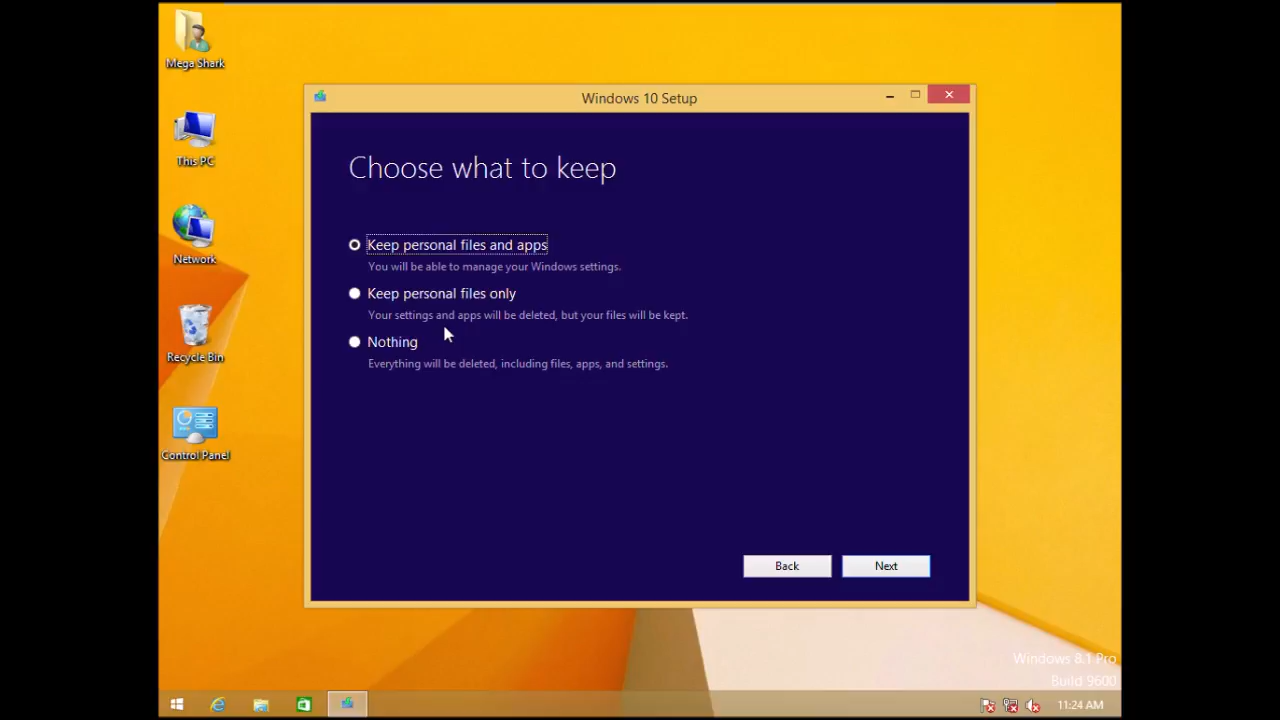 Mega Shark
This PC
Network
Recycle Bin
Control Panel
Windows 10 Setup
Choose what to keep
Keep personal files and apps
You will be able to manage your Windows settings.
Keep personal files only
Your settings and apps will be deleted, but your files will be kept.
Nothing
Everything will be deleted, including files, apps, and settings.
Back
Next
Windows 8.1 Pro
Build 9600
11:24 AM